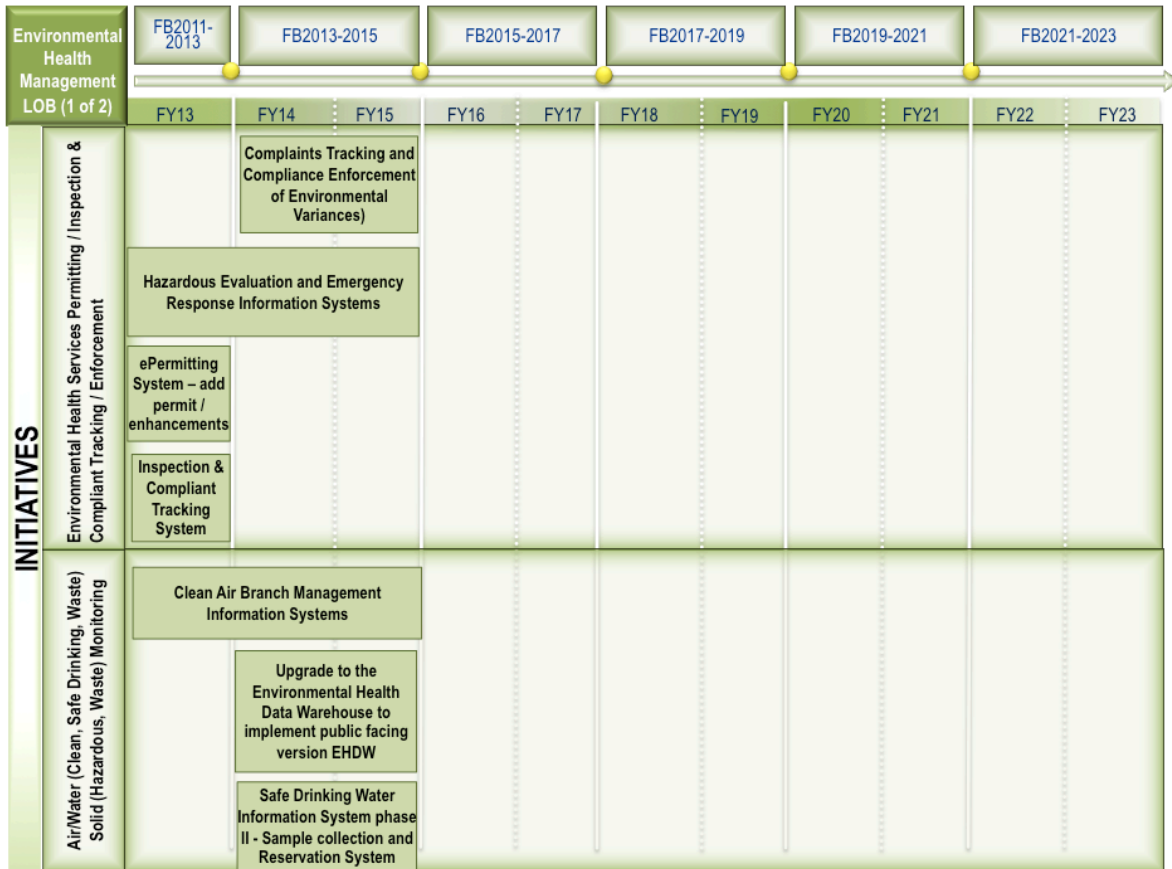 Environmental
Health
Management
LOB (1 of 2)
FB2011-
2013
FB2013-2015
FB2015-2017
FB2017-2019
FB2019-2021
FB2021-2023
FY13
FY14
FY15
FY16
FY17
FY18
FY19
FY20
FY21
FY22
FY23
INITIATIVES
Environmental Health Services Permitting / Inspection &
Compliant Tracking / Enforcement
Complaints Tracking and
Compliance Enforcement
of Environmental
Variances)
Hazardous Evaluation and Emergency
Response Information Systems
ePermitting
System – add
permit /
enhancements
Inspection &
Compliant
Tracking
System
Air/Water (Clean, Safe Drinking, Waste)
Solid (Hazardous, Waste) Monitoring
Clean Air Branch Management
Information Systems
Upgrade to the
Environmental Health
Data Warehouse to
implement public facing
version EHDW
Safe Drinking Water
Information System phase
II - Sample collection and
Reservation System